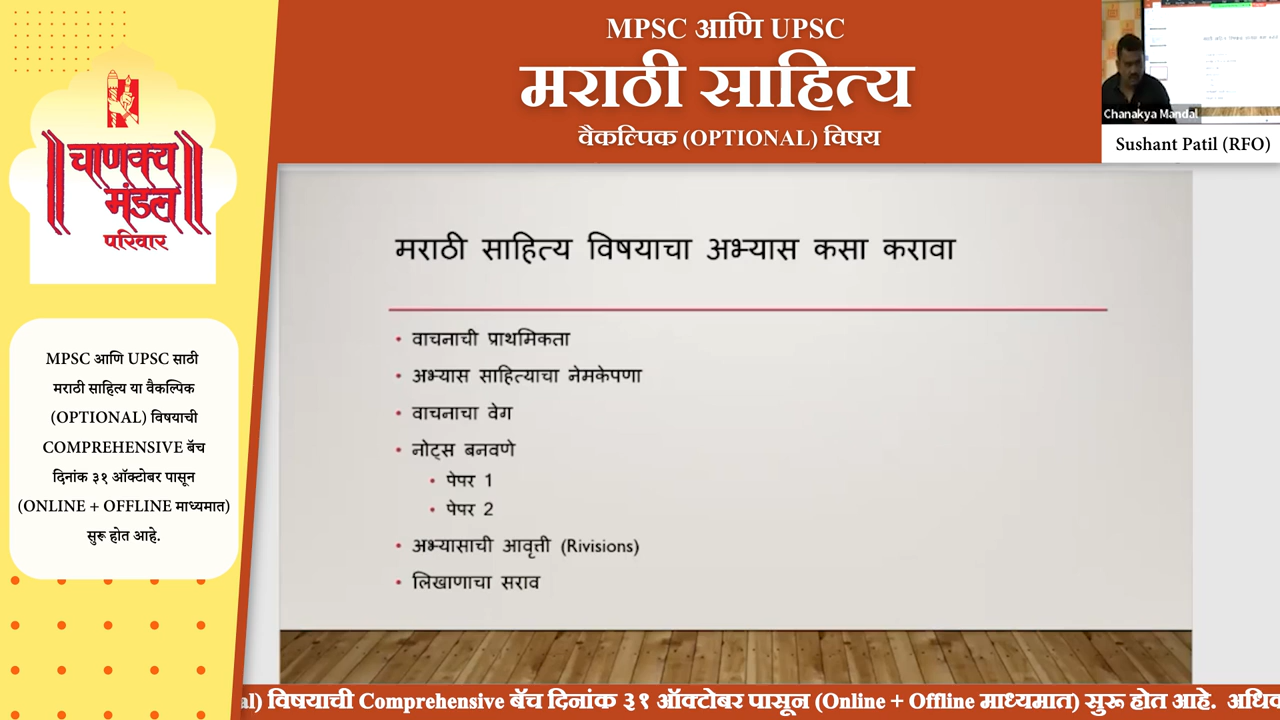 MPSC आणि UPSC
मराठी साहित्य
वैकल्पिक (OPTIONAL) विषय
Chanakya Mandal
Sushant Patil (RFO)
चाणक्य
मंडल
परिवार
MPSC आणि UPSC साठी
मराठी साहित्य या वैकल्पिक
(OPTIONAL) विषयाची
COMPREHENSIVE बॅच
दिनांक ३१ ऑक्टोबर पासून
(ONLINE + OFFLINE माध्यमात)
सुरू होत आहे.
मराठी साहित्य विषयाचा अभ्यास कसा करावा
• वाचनाची प्राथमिकता
• अभ्यास साहित्याचा नेमकेपणा
• वाचनाचा वेग
• नोट्स बनवणे
• पेपर 1
• पेपर 2
• अभ्यासाची आवृत्ती (Rivisions)
• लिखाणाचा सराव
al) विषयाची Comprehensive बॅच दिनांक ३१ ऑक्टोबर पासून (Online + Offline माध्यमात) सुरू होत आहे.